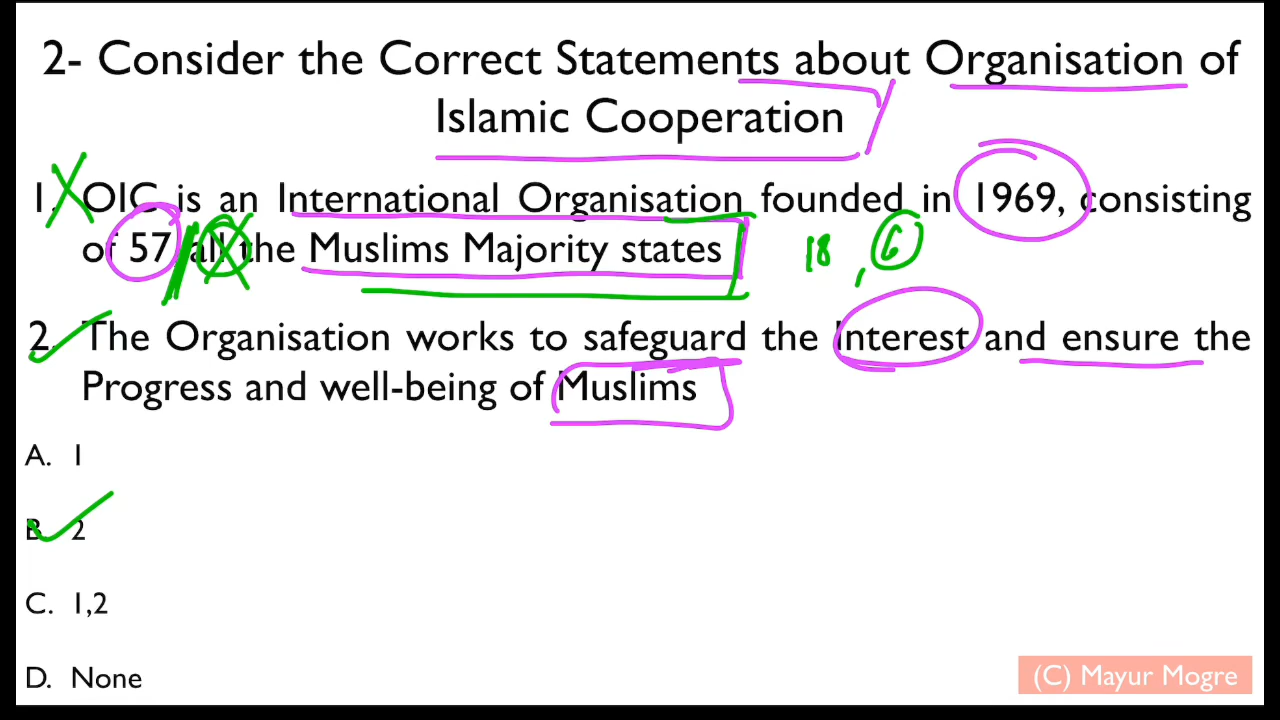 2- Consider the Correct Statements about Organisation of
Islamic Cooperation
1. OIC is an International Organisation founded in 1969, consisting
of 57 all the Muslims Majority states
18, 6
2. The Organisation works to safeguard the Interest and ensure the
Progress and well-being of Muslims
A. 1
B. 2
C. 1,2
D. None
(C) Mayur Mogre